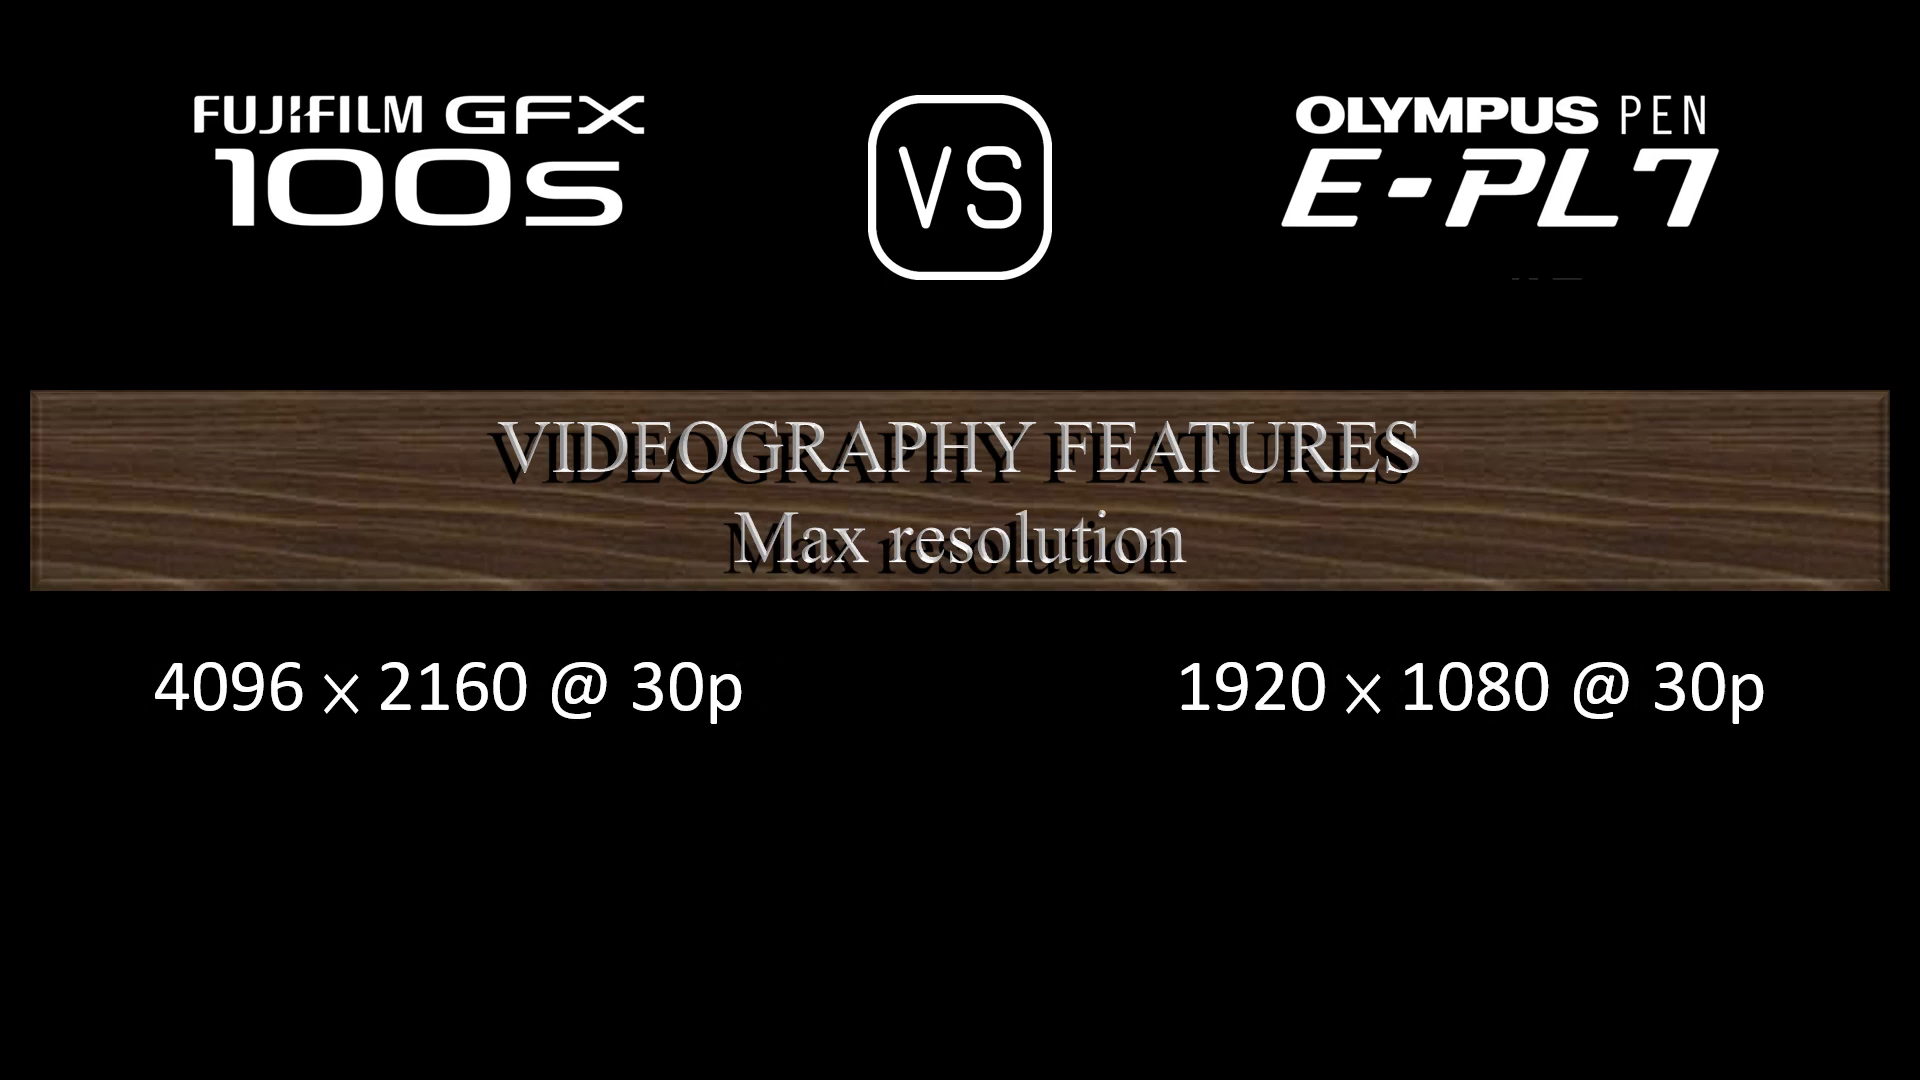 FUJIFILM GFX
100S
VS
OLYMPUS PEN
E-PL7
VIDEOGRAPHY FEATURES
Max resolution
4096 x 2160 @ 30p
1920 x 1080 @ 30p